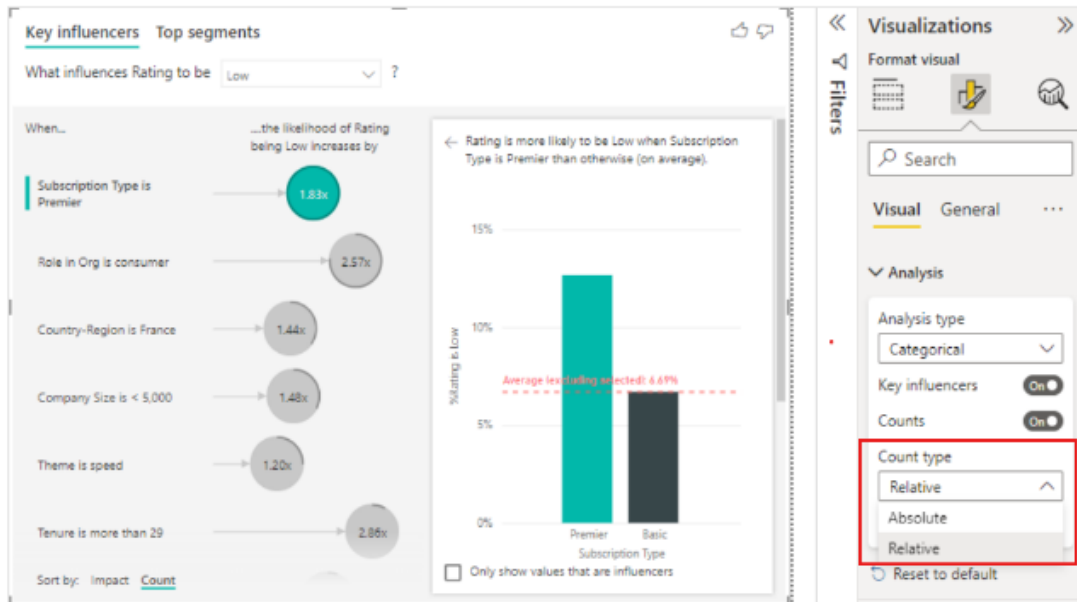 Key influencers Top segments
What influences Rating to be Low ?
When...
....the likelihood of Rating
being Low increases by
Subscription Type is
Premier
1.83x
Role in Org is consumer
2.57x
Country-Region is France
1.44x
Company Size is < 5,000
1.48x
Theme is speed
1.20x
Tenure is more than 29
2.86x
Sort by: Impact Count
← Rating is more likely to be Low when Subscription
Type is Premier than otherwise (on average).
15%
10%
5%
0%
%Rating is Low
Average (excluding selected): 6.69%
Premier Basic
Subscription Type
Only show values that are influencers
Filters
Visualizations
Format visual
Search
Visual General ...
Analysis
Analysis type
Categorical
Key influencers On
Counts On
Count type
Relative
Absolute
Relative
Reset to default